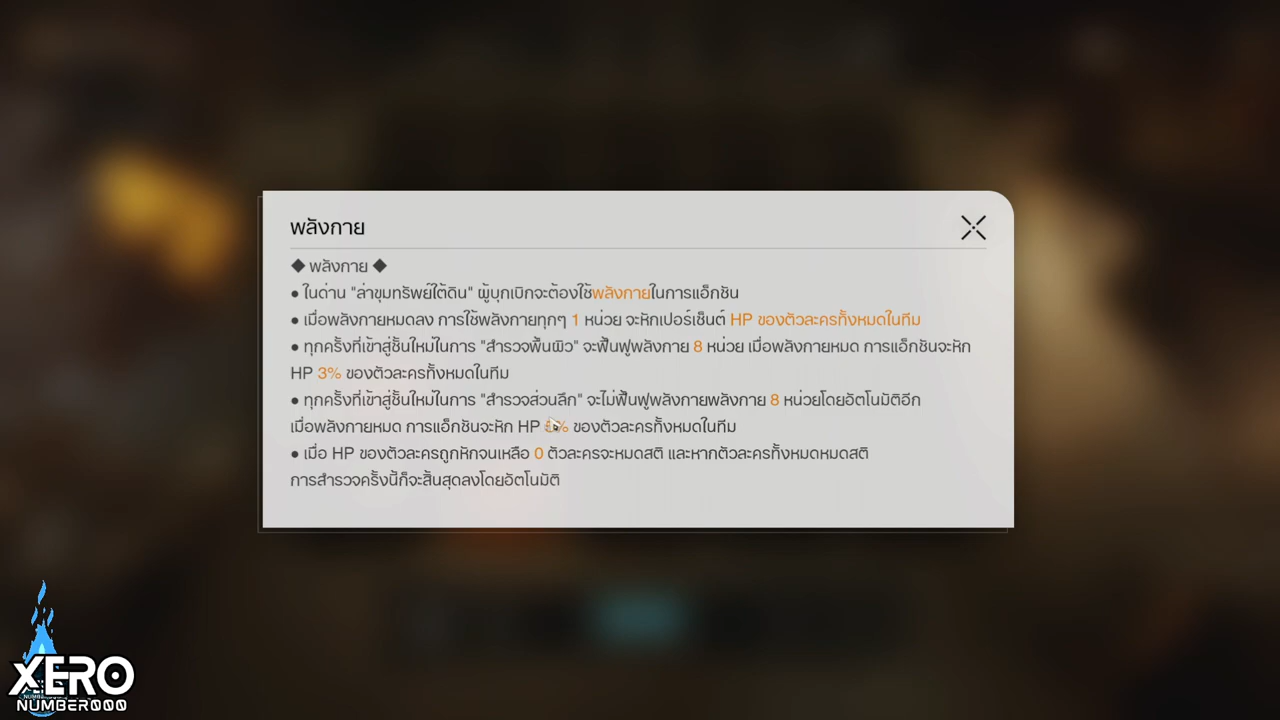 พลังกาย
◆ พลังกาย ◆
● ในด่าน "ล่าขุมทรัพย์ใต้ดิน" ผู้บุกเบิกจะต้องใช้พลังกายในการแอ็กชัน
● เมื่อพลังกายหมดลง การใช้พลังกายทุกๆ 1 หน่วย จะหักเปอร์เซ็นต์ HP ของตัวละครทั้งหมดในทีม
● ทุกครั้งที่เข้าสู่ชั้นใหม่ในการ "สำรวจพื้นผิว" จะฟื้นฟูพลังกาย 8 หน่วย เมื่อพลังกายหมด การแอ็กชันจะหัก
HP 3% ของตัวละครทั้งหมดในทีม
● ทุกครั้งที่เข้าสู่ชั้นใหม่ในการ "สำรวจส่วนลึก" จะไม่ฟื้นฟูพลังกายพลังกาย 8 หน่วยโดยอัตโนมัติอีก
เมื่อพลังกายหมด การแอ็กชันจะหัก HP % ของตัวละครทั้งหมดในทีม
● เมื่อ HP ของตัวละครถูกหักจนเหลือ 0 ตัวละครจะหมดสติ และหากตัวละครทั้งหมดหมดสติ
การสำรวจครั้งนี้ก็จะสิ้นสุดลงโดยอัตโนมัติ
XERO
NUMBER000